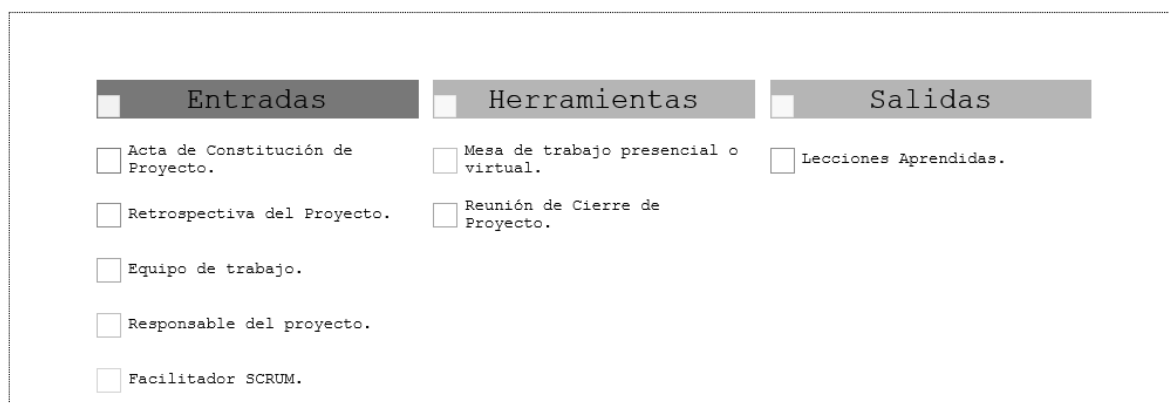 Entradas
Acta de Constitución de
Proyecto.
Retrospectiva del Proyecto.
Equipo de trabajo.
Responsable del proyecto.
Facilitador SCRUM.
Herramientas
Mesa de trabajo presencial o
virtual.
Reunión de Cierre de
Proyecto.
Salidas
Lecciones Aprendidas.